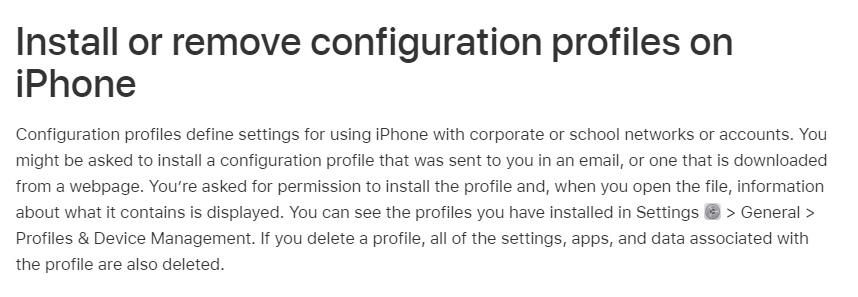 Install or remove configuration profiles on
iPhone
Configuration profiles define settings for using iPhone with corporate or school networks or accounts. You
might be asked to install a configuration profile that was sent to you in an email, or one that is downloaded
from a webpage. You’re asked for permission to install the profile and, when you open the file, information
about what it contains is displayed. You can see the profiles you have installed in Settings > General >
Profiles & Device Management. If you delete a profile, all of the settings, apps, and data associated with
the profile are also deleted.